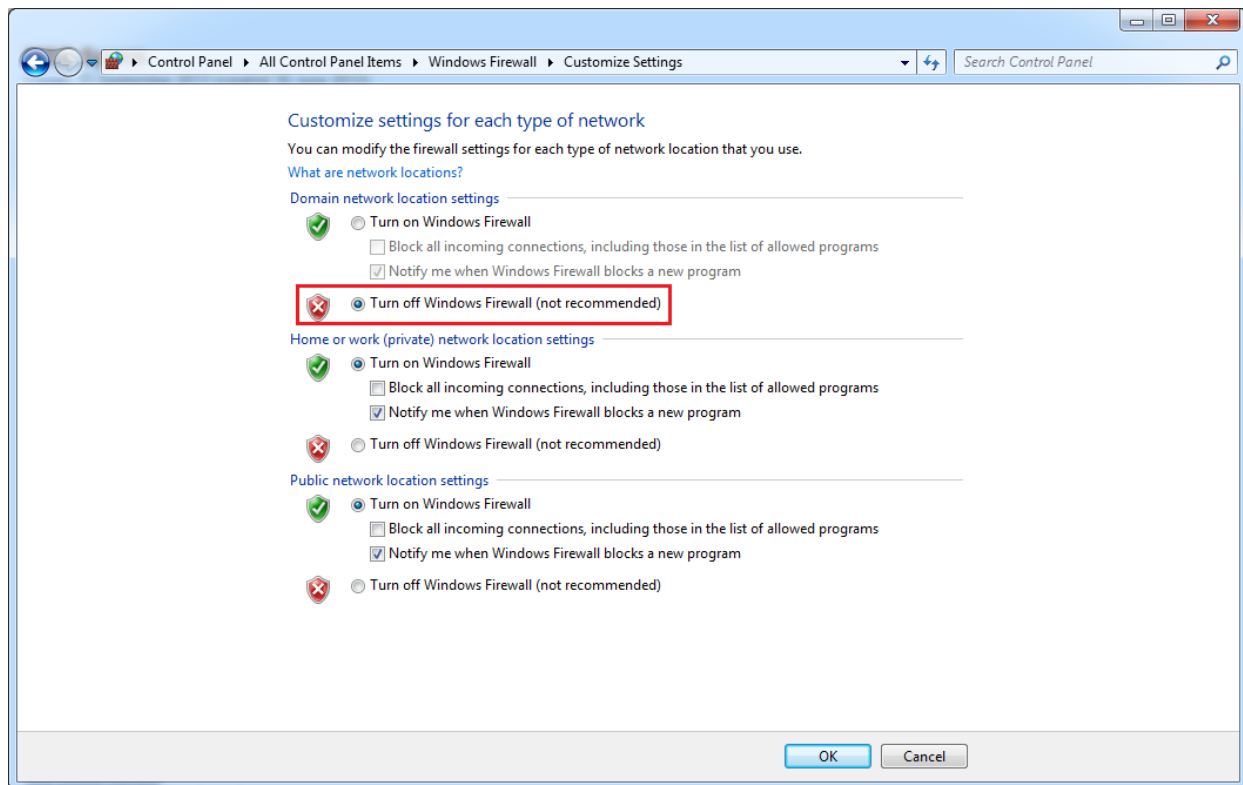 Control Panel ▸ All Control Panel Items ▸ Windows Firewall ▸ Customize Settings
Search Control Panel
Customize settings for each type of network
You can modify the firewall settings for each type of network location that you use.
What are network locations?
Domain network location settings
Turn on Windows Firewall
Block all incoming connections, including those in the list of allowed programs
Notify me when Windows Firewall blocks a new program
Turn off Windows Firewall (not recommended)
Home or work (private) network location settings
Turn on Windows Firewall
Block all incoming connections, including those in the list of allowed programs
Notify me when Windows Firewall blocks a new program
Turn off Windows Firewall (not recommended)
Public network location settings
Turn on Windows Firewall
Block all incoming connections, including those in the list of allowed programs
Notify me when Windows Firewall blocks a new program
Turn off Windows Firewall (not recommended)
OK
Cancel